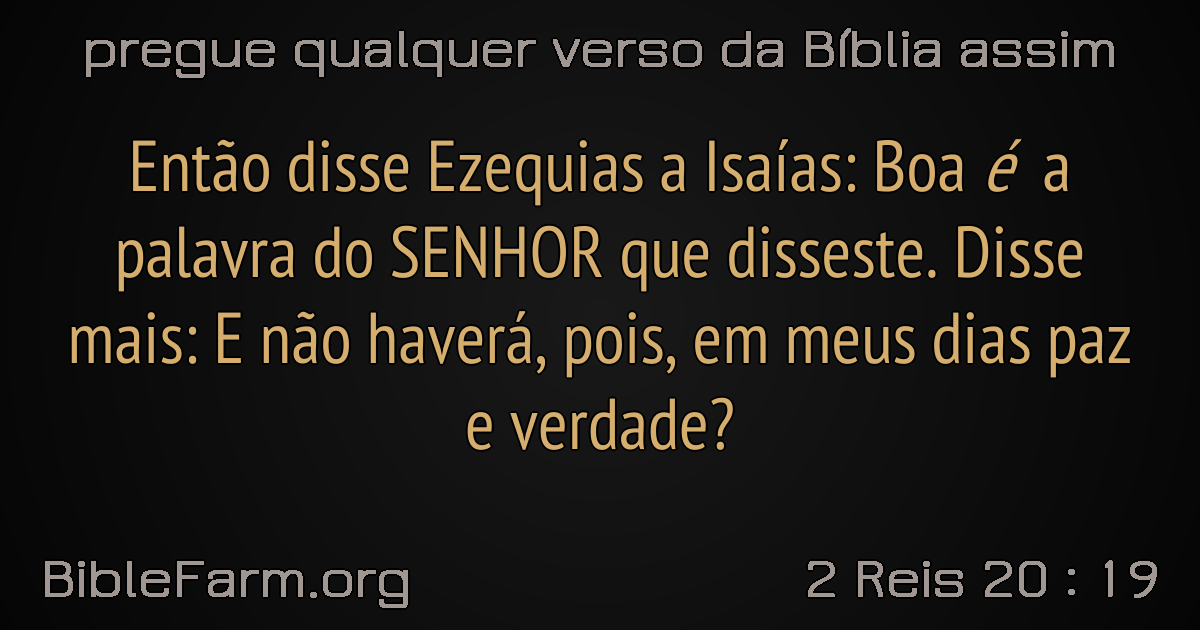 pregue qualquer verso da Bíblia assim
Então disse Ezequias a Isaías: Boa é a
palavra do SENHOR que disseste. Disse
mais: E não haverá, pois, em meus dias paz
e verdade?
BibleFarm.org
2 Reis 20 : 19